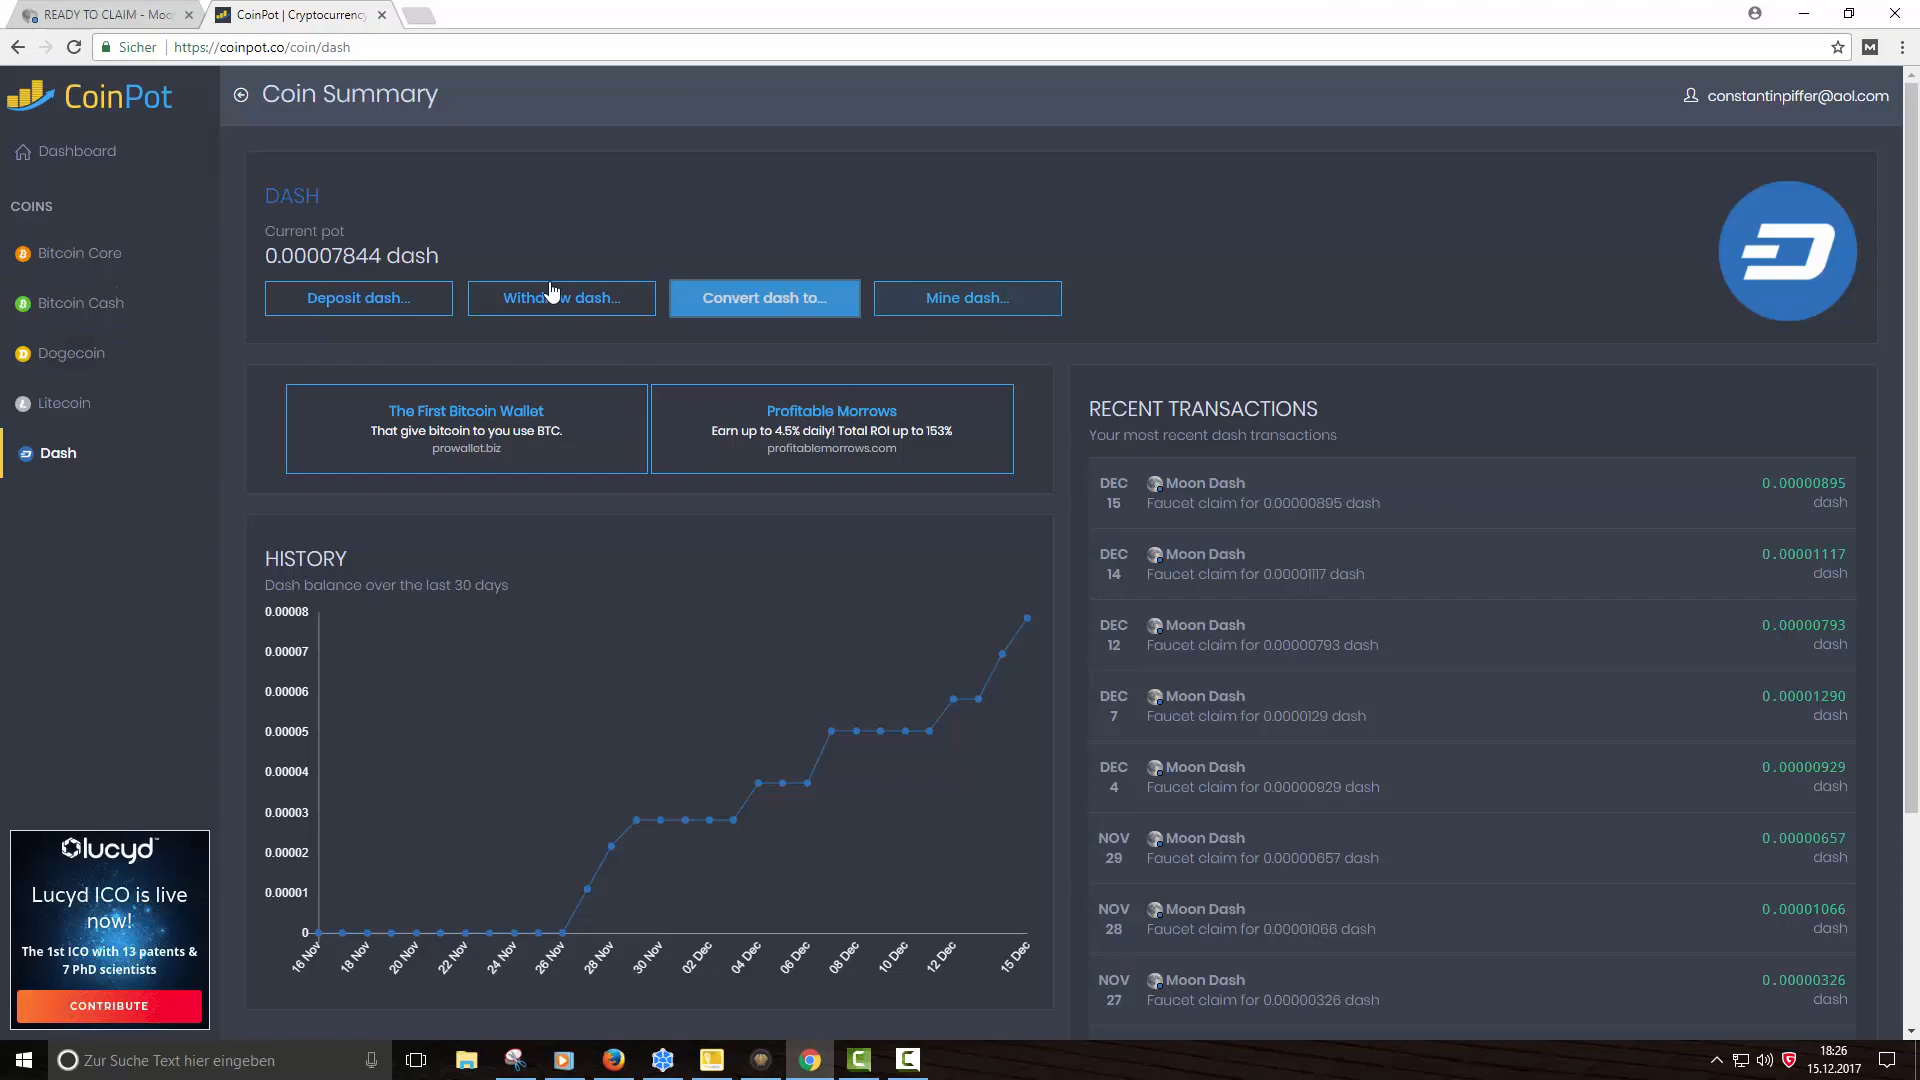 READY TO CLAIM - Moo
CoinPot | Cryptocurrency
Sicher
https://coinpot.co/coin/dash
CoinPot
Coin Summary
constantinpiffer@aol.com
Dashboard
COINS
Bitcoin Core
Bitcoin Cash
Dogecoin
Litecoin
Dash
DASH
Current pot
0.00007844 dash
Deposit dash...
Withdraw dash...
Convert dash to...
Mine dash...
The First Bitcoin Wallet
That give bitcoin to you use BTC.
prowallet.biz
Profitable Morrows
Earn up to 4.5% daily! Total ROI up to 153%
profitablemorrows.com
HISTORY
Dash balance over the last 30 days
0.00008
0.00007
0.00006
0.00005
0.00004
0.00003
0.00002
0.00001
0
16 Nov
18 Nov
20 Nov
22 Nov
24 Nov
26 Nov
28 Nov
30 Nov
02 Dec
04 Dec
06 Dec
08 Dec
10 Dec
12 Dec
15 Dec
RECENT TRANSACTIONS
Your most recent dash transactions
DEC 15
Moon Dash
Faucet claim for 0.00000895 dash
0.00000895
dash
DEC 14
Moon Dash
Faucet claim for 0.00001117 dash
0.00001117
dash
DEC 12
Moon Dash
Faucet claim for 0.00000793 dash
0.00000793
dash
DEC 7
Moon Dash
Faucet claim for 0.0000129 dash
0.00001290
dash
DEC 4
Moon Dash
Faucet claim for 0.00000929 dash
0.00000929
dash
NOV 29
Moon Dash
Faucet claim for 0.00000657 dash
0.00000657
dash
NOV 28
Moon Dash
Faucet claim for 0.00001066 dash
0.00001066
dash
NOV 27
Moon Dash
Faucet claim for 0.00000326 dash
0.00000326
dash
lucyd™
Lucyd ICO is live
now!
The 1st ICO with 13 patents &
7 PhD scientists
CONTRIBUTE
Zur Suche Text hier eingeben
18:26
15.12.2017